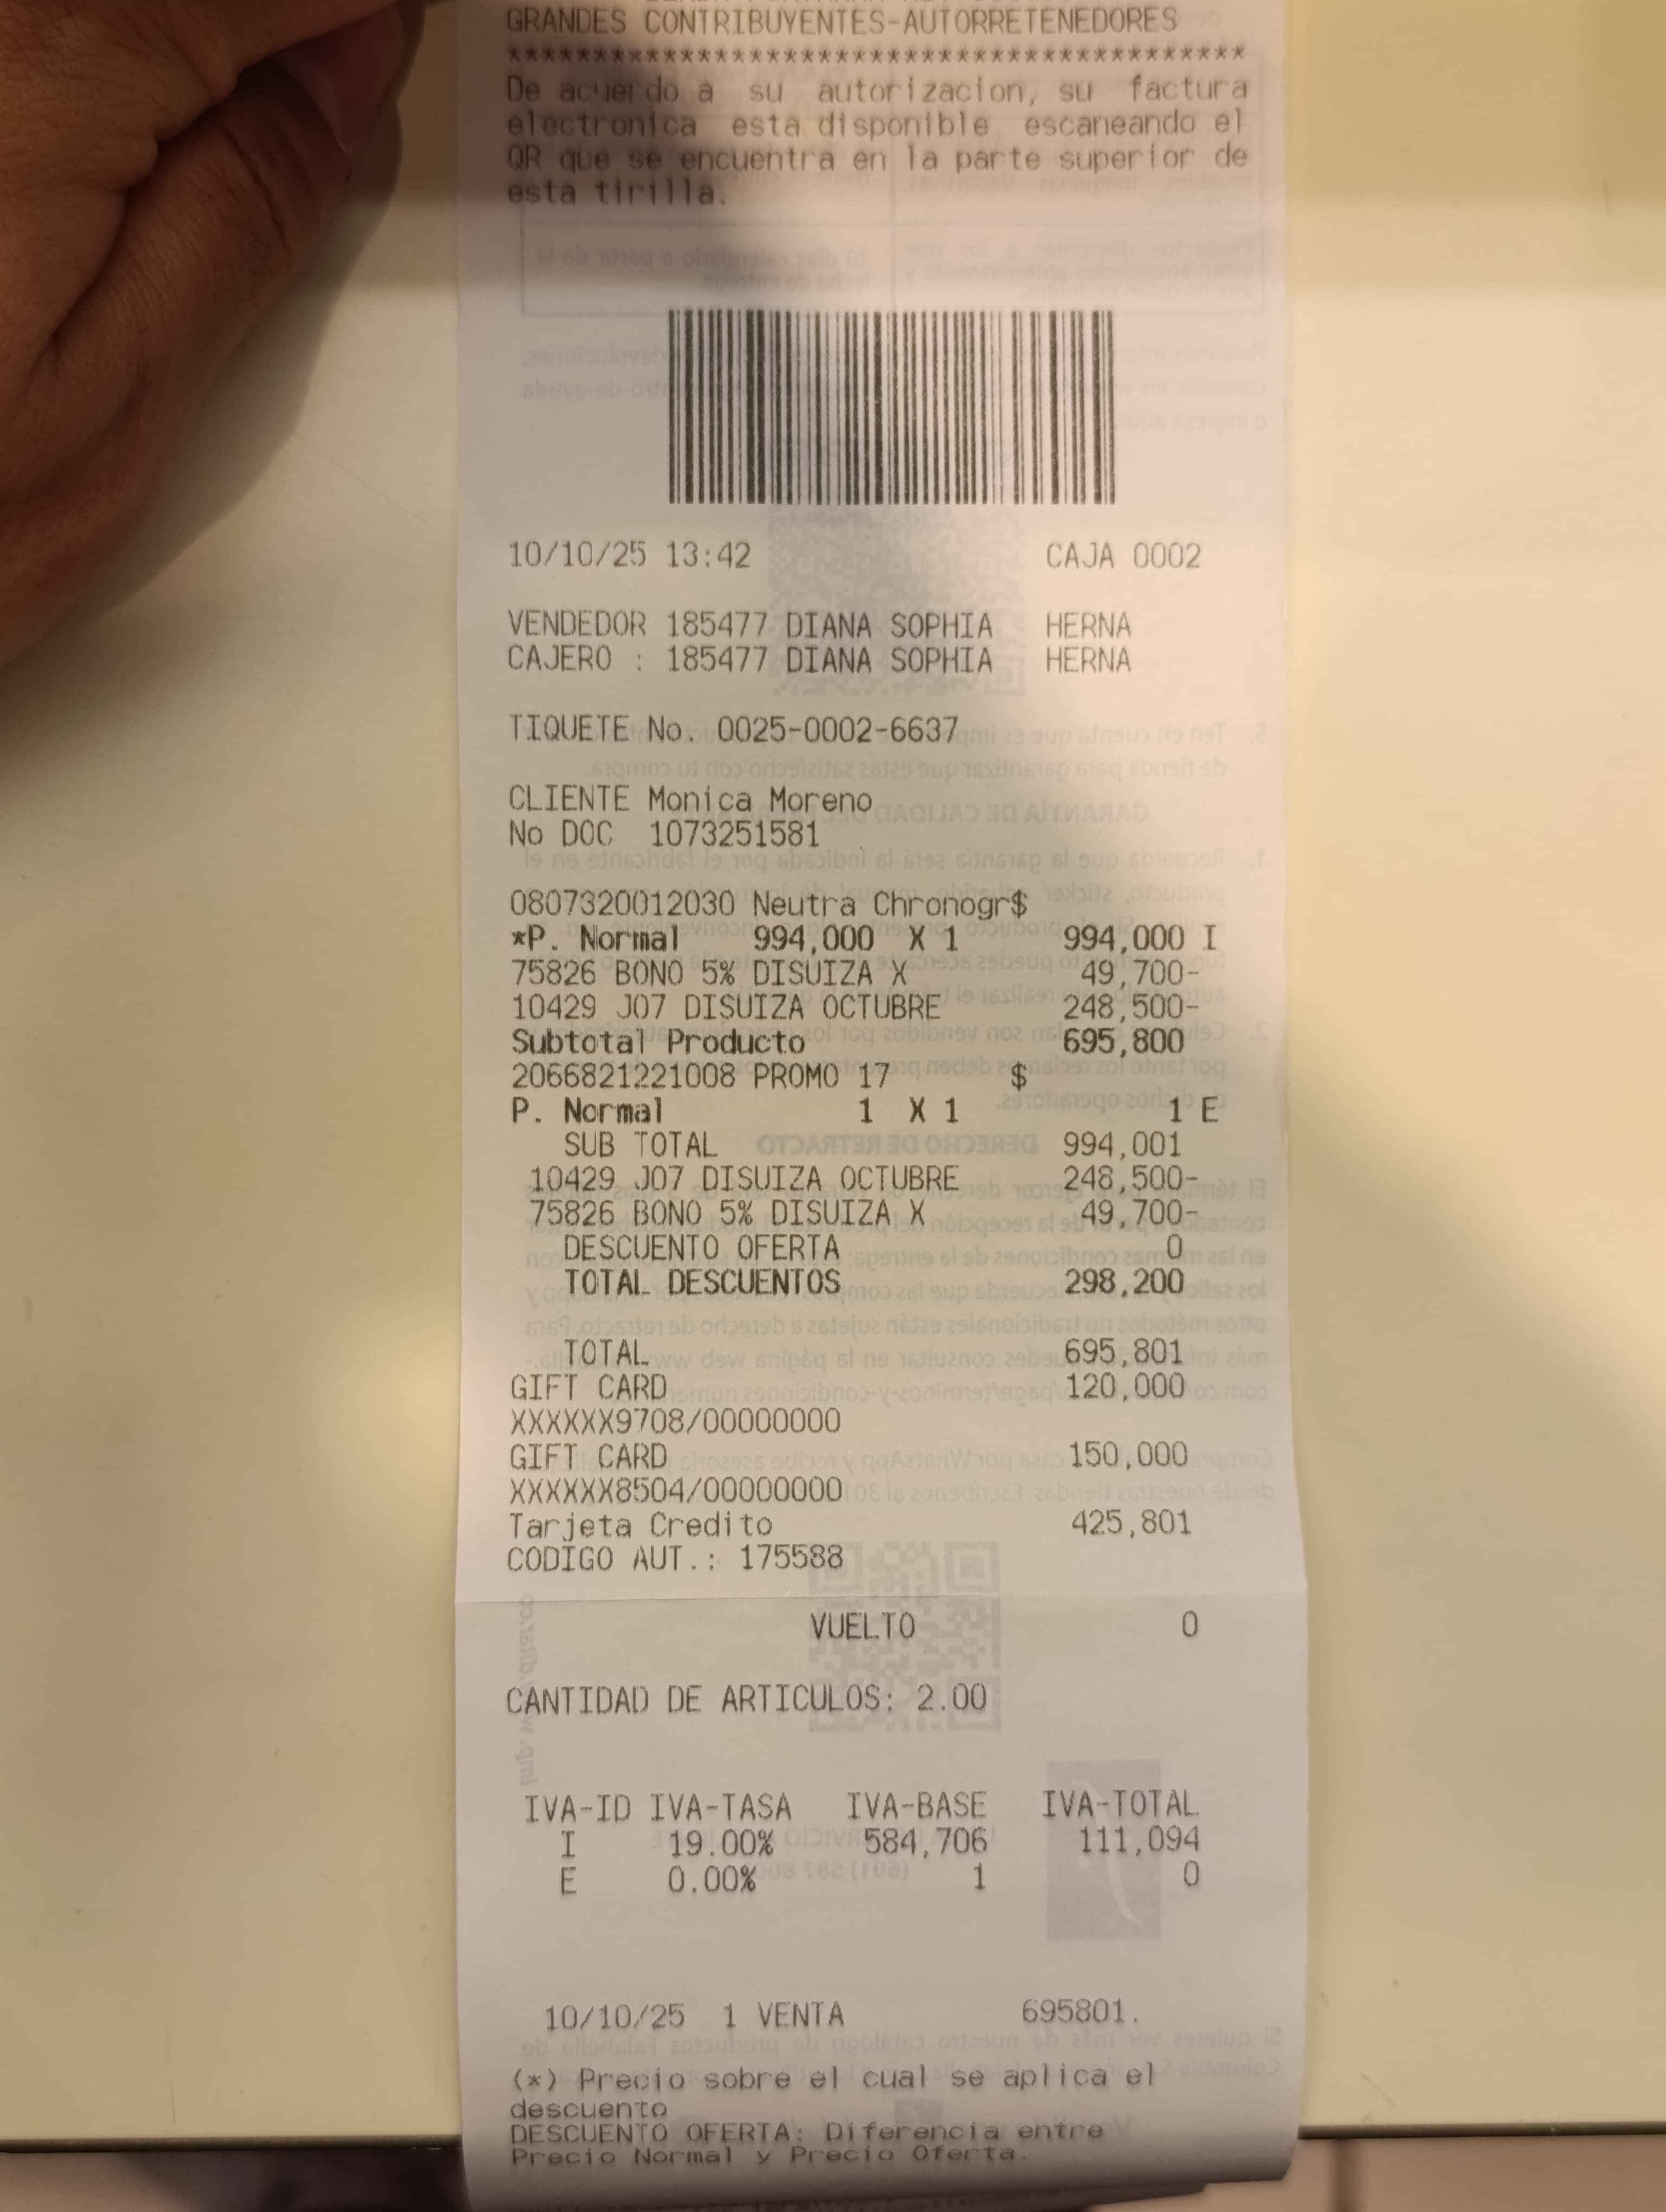 GRANDES CONTRIBUYENTES-AUTORRETENEDORES
*******************************************
De acuerdo a su autorizacion, su factura
electronica esta disponible escaneando el
QR que se encuentra en la parte superior de
esta tirilla.
10/10/25 13:42 CAJA 0002
VENDEDOR 185477 DIANA SOPHIA HERNA
CAJERO : 185477 DIANA SOPHIA HERNA
TIQUETE No. 0025-0002-6637
CLIENTE Monica Moreno
No DOC 1073251581
0807320012030 Neutra Chronogr$
*P. Normal 994,000 X 1 994,000 I
75826 BONO 5% DISUIZA X 49,700-
10429 J07 DISUIZA OCTUBRE 248,500-
Subtotal Producto 695,800
2066821221008 PROMO 17 $
P. Normal 1 X 1 1 E
SUB TOTAL 994,001
10429 J07 DISUIZA OCTUBRE 248,500-
75826 BONO 5% DISUIZA X 49,700-
DESCUENTO OFERTA 0
TOTAL DESCUENTOS 298,200
TOTAL 695,801
GIFT CARD 120,000
XXXXXX9708/00000000
GIFT CARD 150,000
XXXXXX8504/00000000
Tarjeta Credito 425,801
CODIGO AUT.: 175588
VUELTO 0
CANTIDAD DE ARTICULOS: 2.00
IVA-ID IVA-TASA IVA-BASE IVA-TOTAL
I 19.00% 584,706 111,094
E 0.00% 1 0
10/10/25 1 VENTA 695801.
(*) Precio sobre el cual se aplica el
descuento
DESCUENTO OFERTA: Diferencia entre
Precio Normal y Precio Oferta.